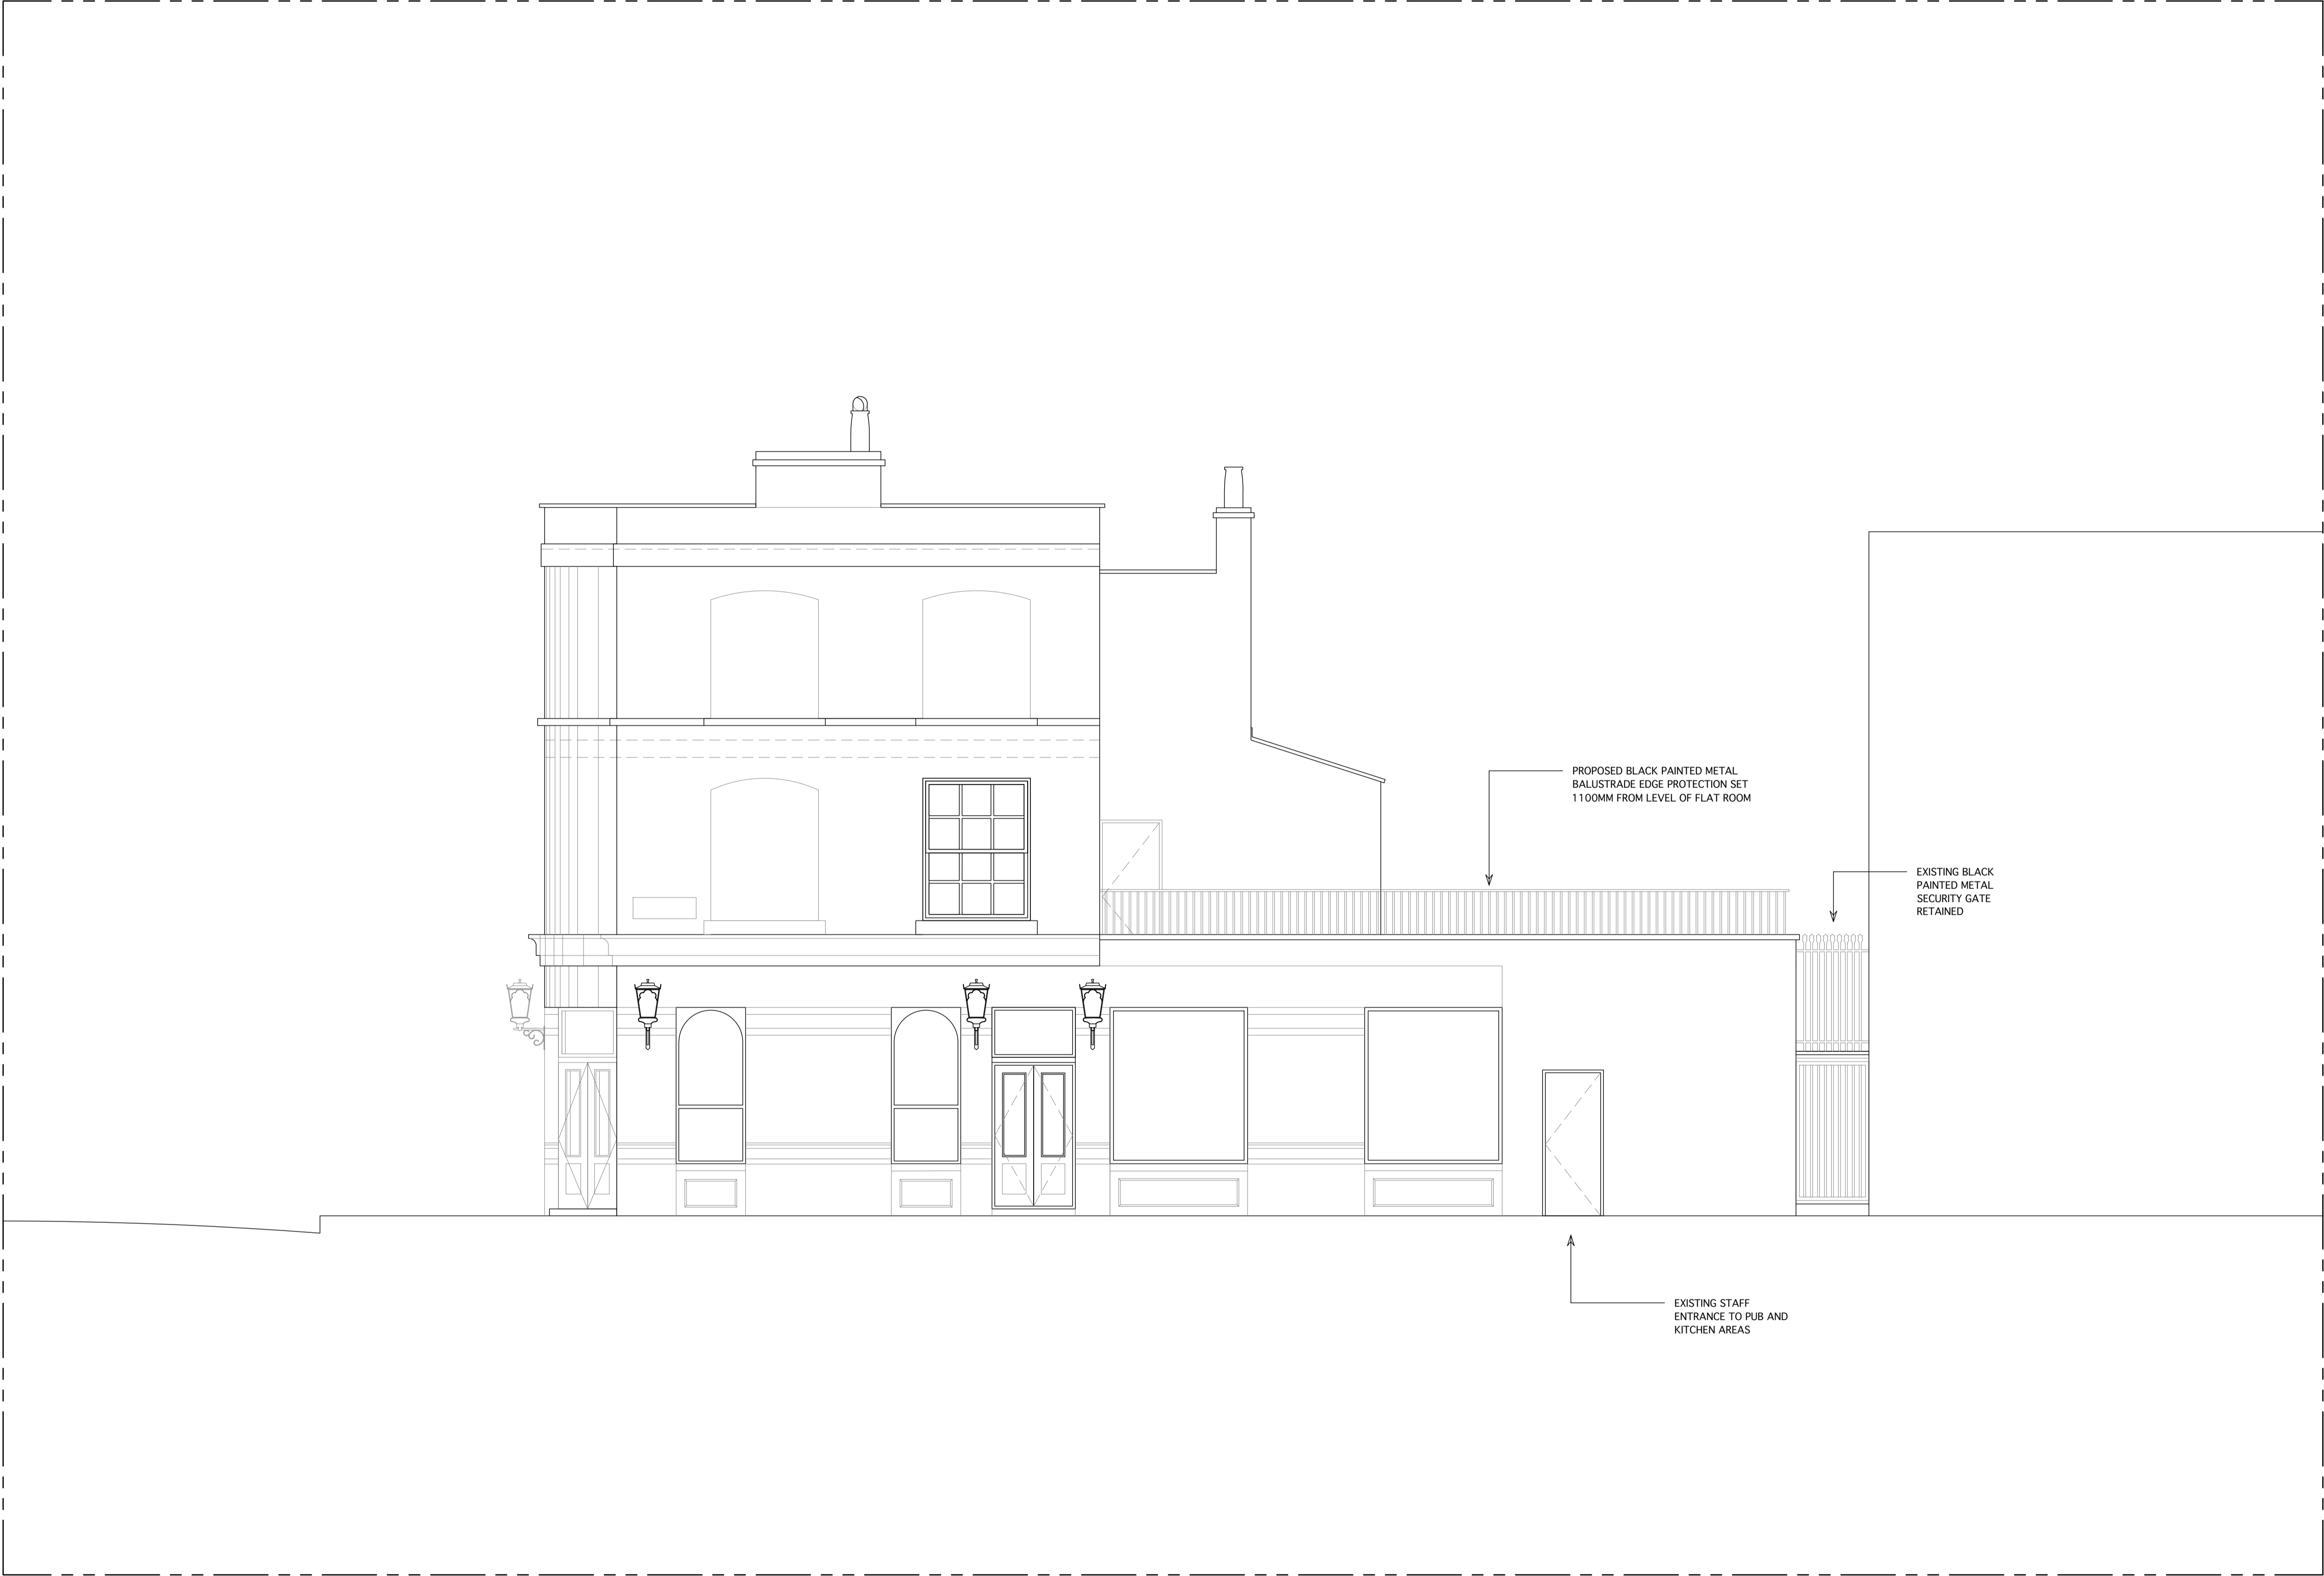 PROPOSED BLACK PAINTED METAL
BALUSTRADE EDGE PROTECTION SET
1100MM FROM LEVEL OF FLAT ROOM
EXISTING BLACK
PAINTED METAL
SECURITY GATE
RETAINED
EXISTING STAFF
ENTRANCE TO PUB AND
KITCHEN AREAS